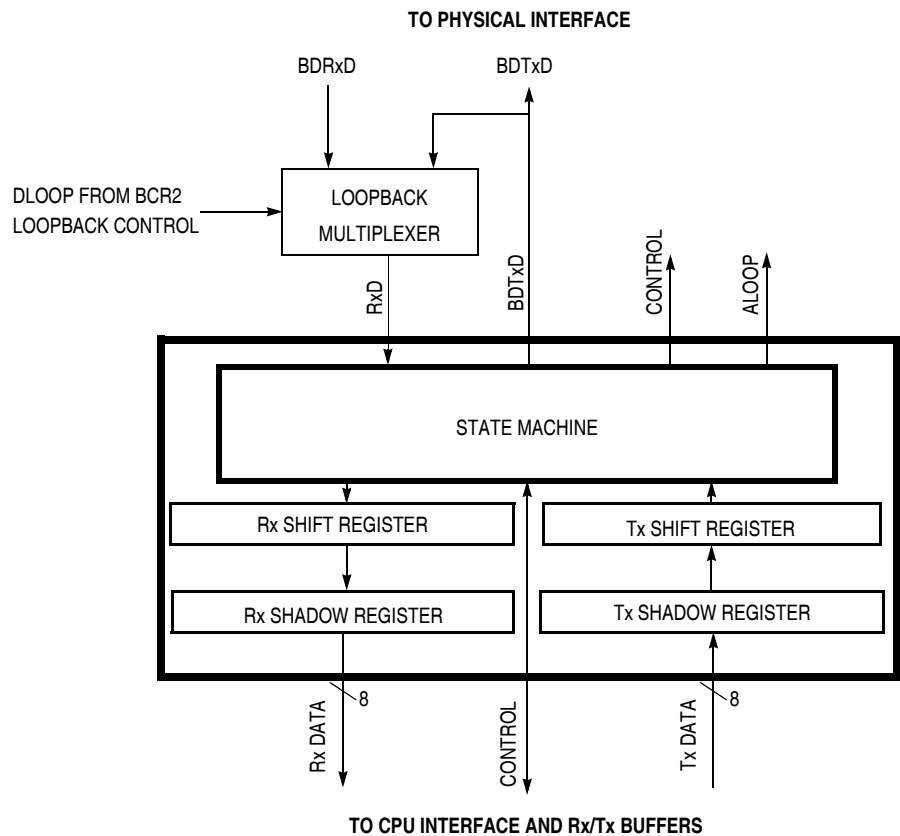 TO PHYSICAL INTERFACE
BDRxD
BDTxD
DLOOP FROM BCR2
LOOPBACK CONTROL
LOOPBACK
MULTIPLEXER
RxD
BDTxD
CONTROL
ALOOP
STATE MACHINE
Rx SHIFT REGISTER
Tx SHIFT REGISTER
Rx SHADOW REGISTER
Tx SHADOW REGISTER
8
8
Rx DATA
CONTROL
Tx DATA
TO CPU INTERFACE AND Rx/Tx BUFFERS